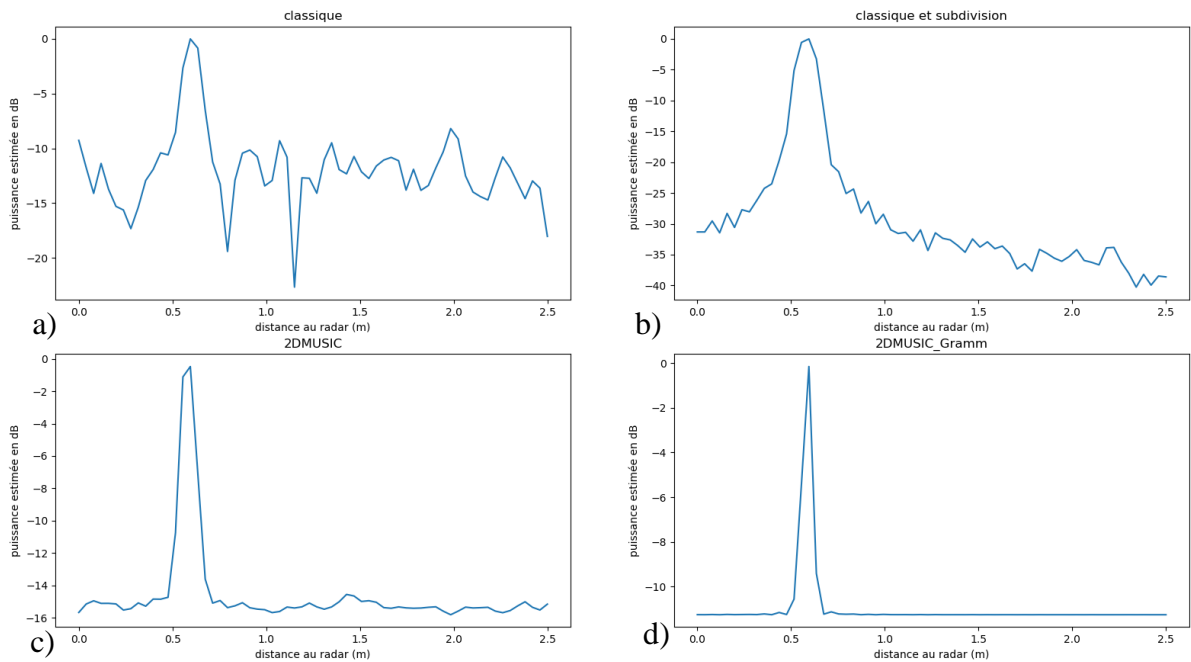 classique
0
−5
−10
−15
−20
puissance estimée en dB
0.0 0.5 1.0 1.5 2.0 2.5
distance au radar (m)
a)
classique et subdivision
0
−5
−10
−15
−20
−25
−30
−35
−40
puissance estimée en dB
0.0 0.5 1.0 1.5 2.0 2.5
distance au radar (m)
b)
2DMUSIC
0
−2
−4
−6
−8
−10
−12
−14
−16
puissance estimée en dB
0.0 0.5 1.0 1.5 2.0 2.5
distance au radar (m)
c)
2DMUSIC_Gramm
0
−2
−4
−6
−8
−10
puissance estimée en dB
0.0 0.5 1.0 1.5 2.0 2.5
distance au radar (m)
d)